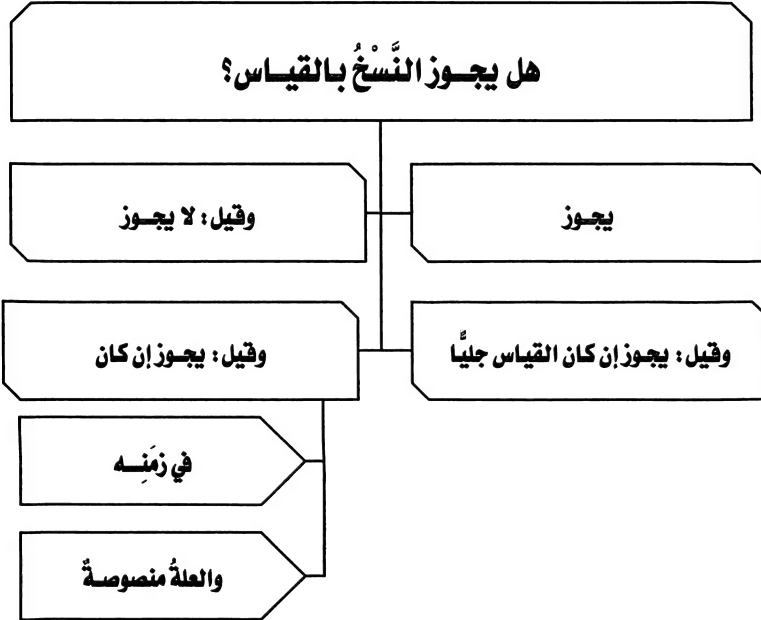 هل يجوز النَّسْخُ بالقياس؟
يجوز
وقيل: لا يجوز
وقيل: يجوز إن كان القياس جليًّا
وقيل: يجوز إن كان
في زمَنِه
والعلةُ منصوصةٌ